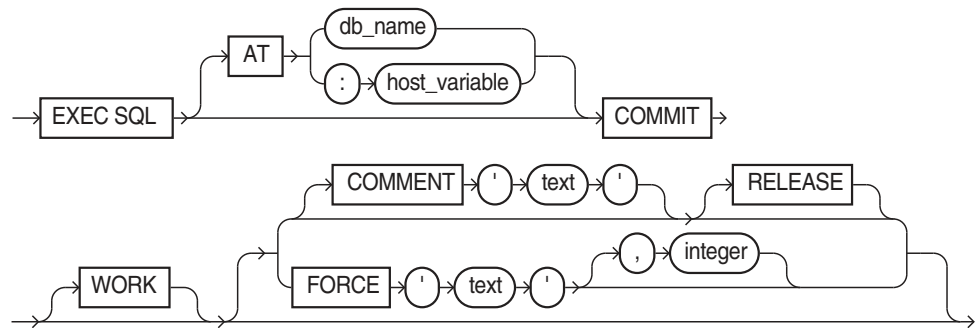 db_name
AT
: host_variable
EXEC SQL COMMIT
COMMENT ' text ' RELEASE
, integer
WORK FORCE ' text '